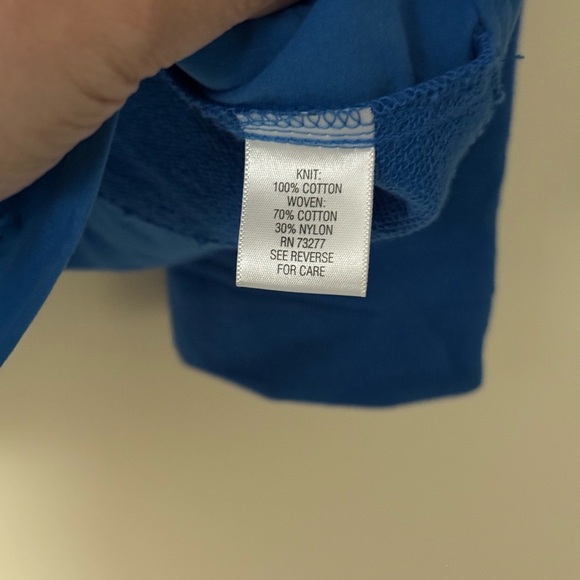 KNIT:
100% COTTON
WOVEN:
70% COTTON
30% NYLON
RN 73277
SEE REVERSE
FOR CARE